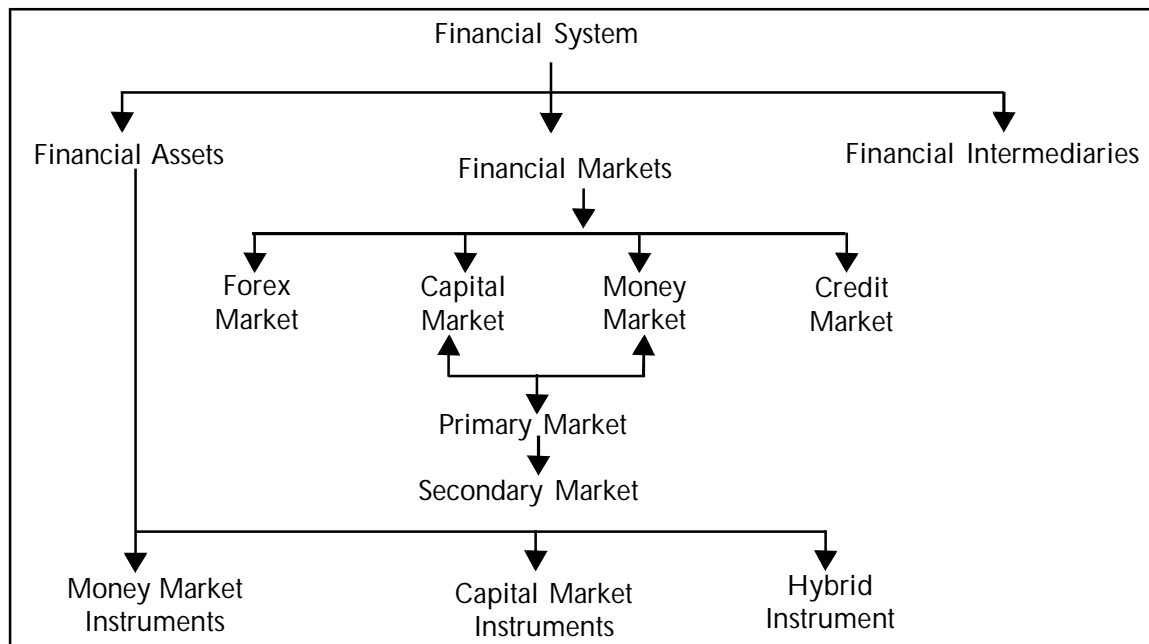 Financial System
Financial Assets
Financial Markets
Financial Intermediaries
Forex
Market
Capital
Market
Money
Market
Credit
Market
Primary Market
Secondary Market
Money Market
Instruments
Capital Market
Instruments
Hybrid
Instrument